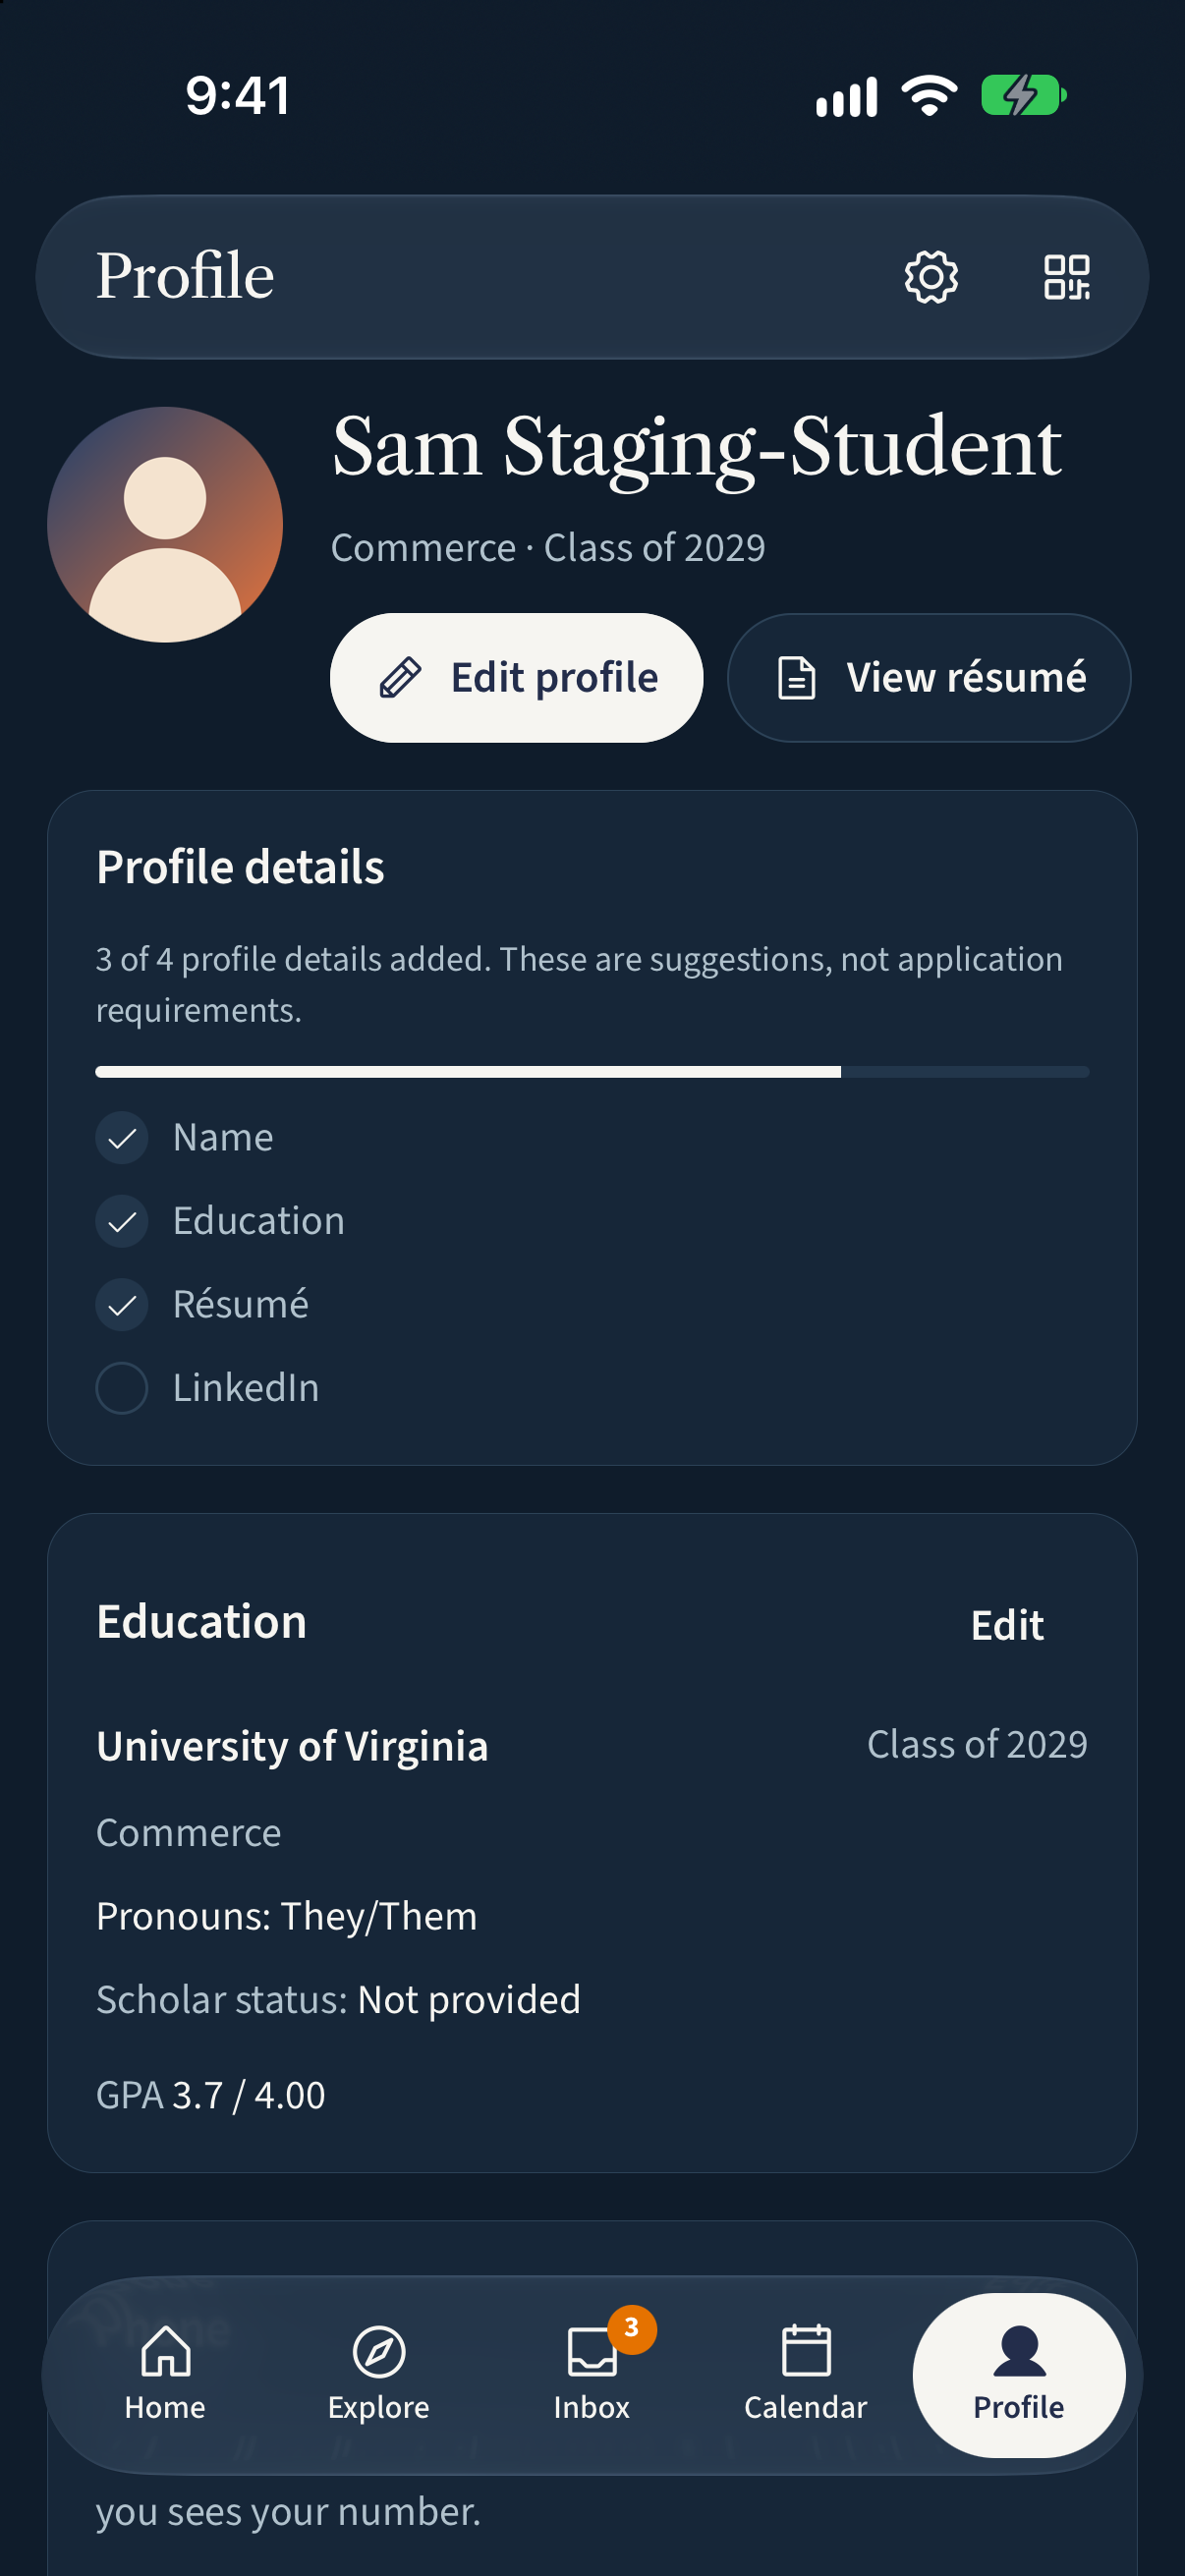 9:41
Profile
Sam Staging-Student
Commerce · Class of 2029
Edit profile
View résumé
Profile details
3 of 4 profile details added. These are suggestions, not application
requirements.
Name
Education
Résumé
LinkedIn
Education
Edit
University of Virginia
Class of 2029
Commerce
Pronouns: They/Them
Scholar status: Not provided
GPA 3.7 / 4.00
Phone
3
Home
Explore
Inbox
Calendar
Profile
you sees your number.